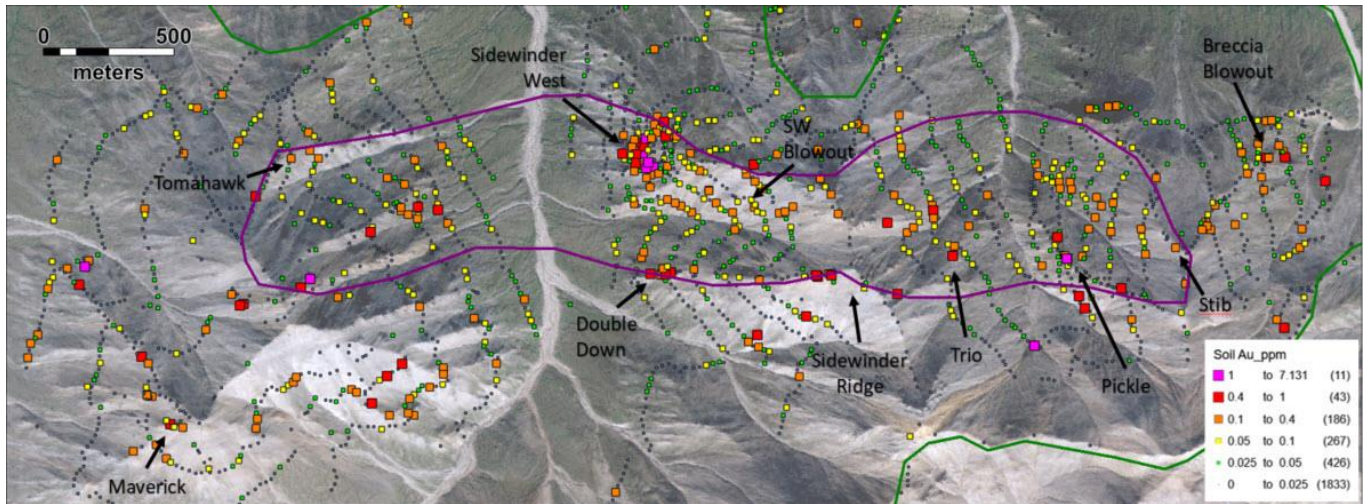 0 500
meters
Sidewinder
West
Breccia
Blowout
SW
Blowout
Tomahawk
Double
Down
Sidewinder
Ridge
Trio
Pickle
Stib
Maverick
Soil Au_ppm
1 to 7.131 (11)
0.4 to 1 (43)
0.1 to 0.4 (186)
0.05 to 0.1 (267)
0.025 to 0.05 (426)
0 to 0.025 (1833)